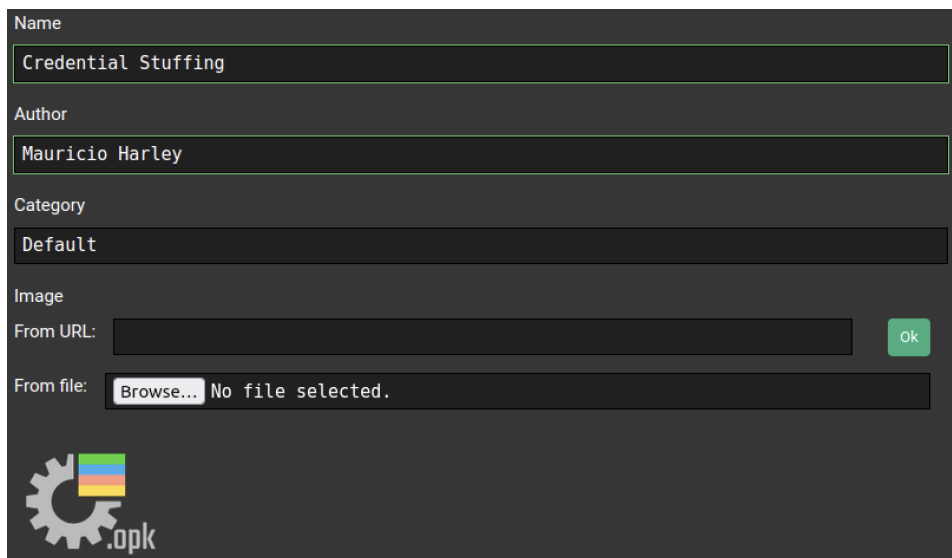 Name
Credential Stuffing
Author
Mauricio Harley
Category
Default
Image
From URL:
Ok
From file:
Browse... No file selected.
.opk